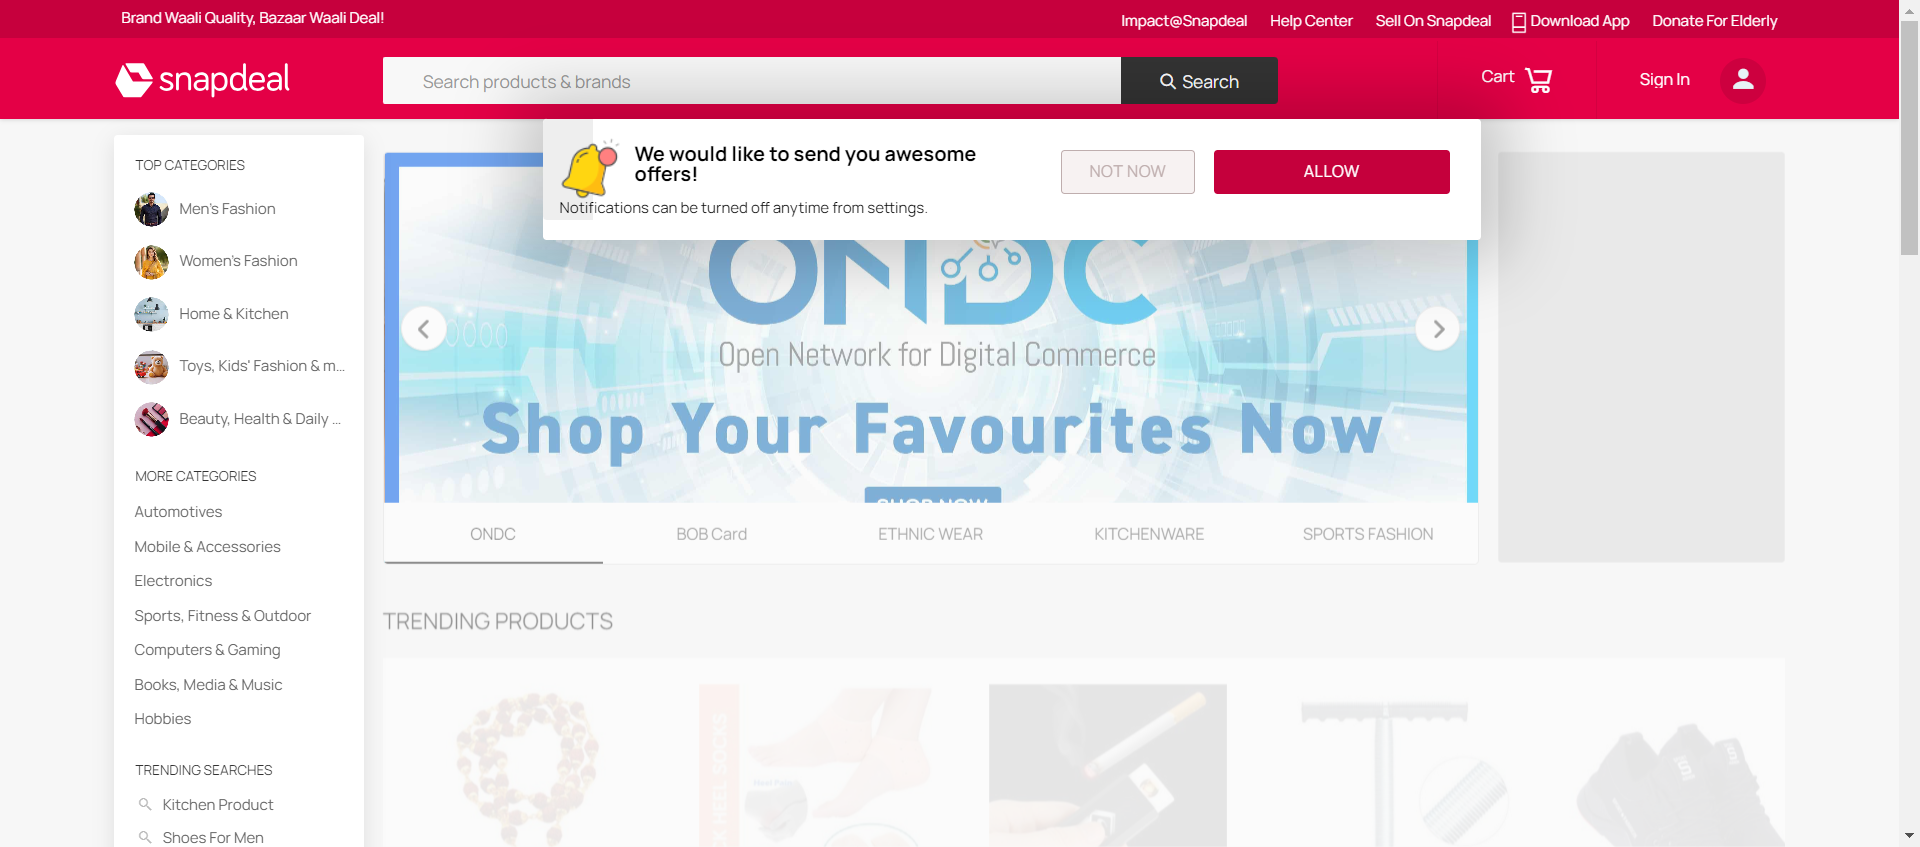 Brand Waali Quality, Bazaar Waali Deal!
Impact@Snapdeal Help Center Sell On Snapdeal Download App Donate For Elderly
snapdeal
Search products & brands
Search
Cart
Sign In
We would like to send you awesome
offers!
Notifications can be turned off anytime from settings.
NOT NOW
ALLOW
TOP CATEGORIES
Men's Fashion
Women's Fashion
Home & Kitchen
Toys, Kids' Fashion & m...
Beauty, Health & Daily ...
MORE CATEGORIES
Automotives
Mobile & Accessories
Electronics
Sports, Fitness & Outdoor
Computers & Gaming
Books, Media & Music
Hobbies
TRENDING SEARCHES
Kitchen Product
Shoes For Men
ONDC
Open Network for Digital Commerce
Shop Your Favourites Now
SHOP NOW
ONDC
BOB Card
ETHNIC WEAR
KITCHENWARE
SPORTS FASHION
TRENDING PRODUCTS
HEELS SOCKS